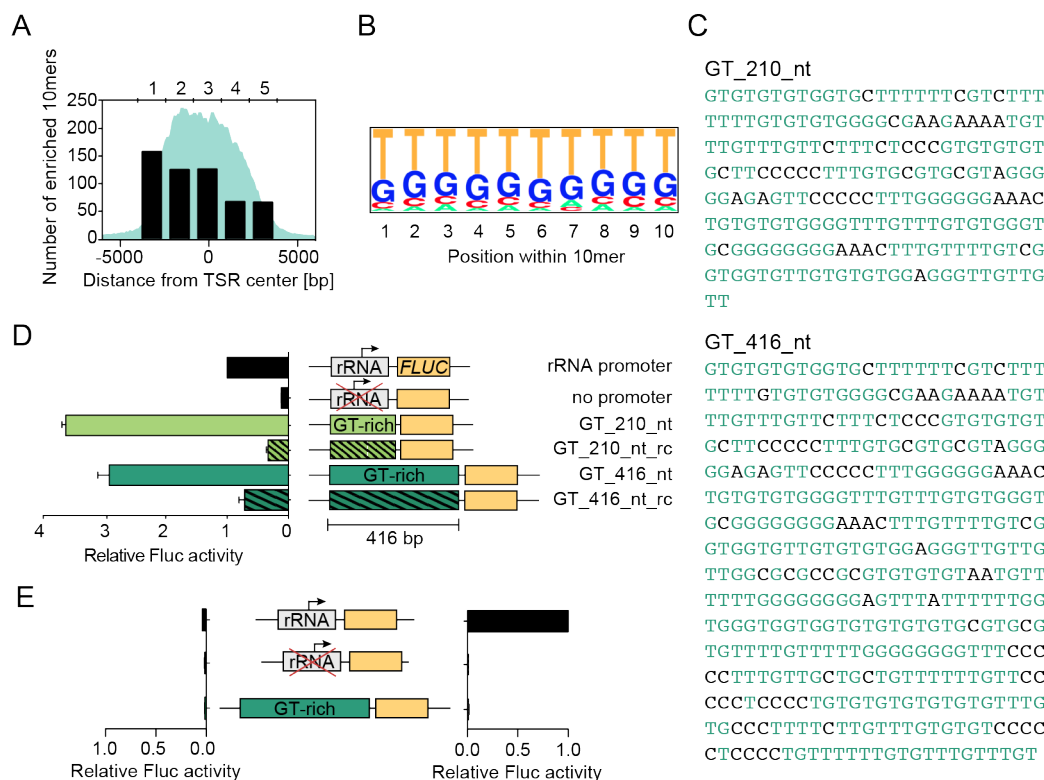 A
Number of enriched 10mers
1 2 3 4 5
250
200
150
100
50
0
-5000 0 5000
Distance from TSR center [bp]
B
T T T T T T T T T T
G G G G G G G G G G
C C C C C C A C C C
A A A A A A C A A A
1 2 3 4 5 6 7 8 9 10
Position within 10mer
C
GT_210_nt
GTGTGTGTGGTGCTTTTTTCGTCTTT
TTTTGTGTGTGGGGCGAAGAAAATGT
TTGTTTGTTCTTTCTCCCGTGTGTGT
GCTTCCCCCTTTGTGCGTGCGTAGGG
GGAGAGTTCCCCCTTTGGGGGGAAAC
TGTGTGTGGGGTTTGTTTGTGTGGGT
GCGGGGGGGGAAACTTTGTTTTGTCG
GTGGTGTTGTGTGTGGAGGGTTGTTG
TT
GT_416_nt
GTGTGTGTGGTGCTTTTTTCGTCTTT
TTTTGTGTGTGGGGCGAAGAAAATGT
TTGTTTGTTCTTTCTCCCGTGTGTGT
GCTTCCCCCTTTGTGCGTGCGTAGGG
GGAGAGTTCCCCCTTTGGGGGGAAAC
TGTGTGTGGGGTTTGTTTGTGTGGGT
GCGGGGGGGGAAACTTTGTTTTGTCG
GTGGTGTTGTGTGTGGAGGGTTGTTG
TTGGCGCGCCGCGTGTGTGTAATGTT
TTTTGGGGGGGGAGTTTATTTTTTGG
TGGGTGGTGGTGTGTGTGTGCGTGCG
TGTTTTGTTTTTGGGGGGGGTTTCCC
CCTTTGTTGCTGCTGTTTTTTGTTCC
CCCTCCCCTGTGTGTGTGTGTGTTTG
TGCCCTTTTCTTGTTTGTGTGTCCCC
CTCCCCTGTTTTTTGTGTTTGTTTGT
D
rRNA FLUC rRNA promoter
rRNA no promoter
GT-rich GT_210_nt
GT_210_nt_rc
GT-rich GT_416_nt
GT_416_nt_rc
4 3 2 1 0
Relative Fluc activity
416 bp
E
rRNA
rRNA
GT-rich
1.0 0.5 0.0
Relative Fluc activity
0.0 1.0
Relative Fluc activity